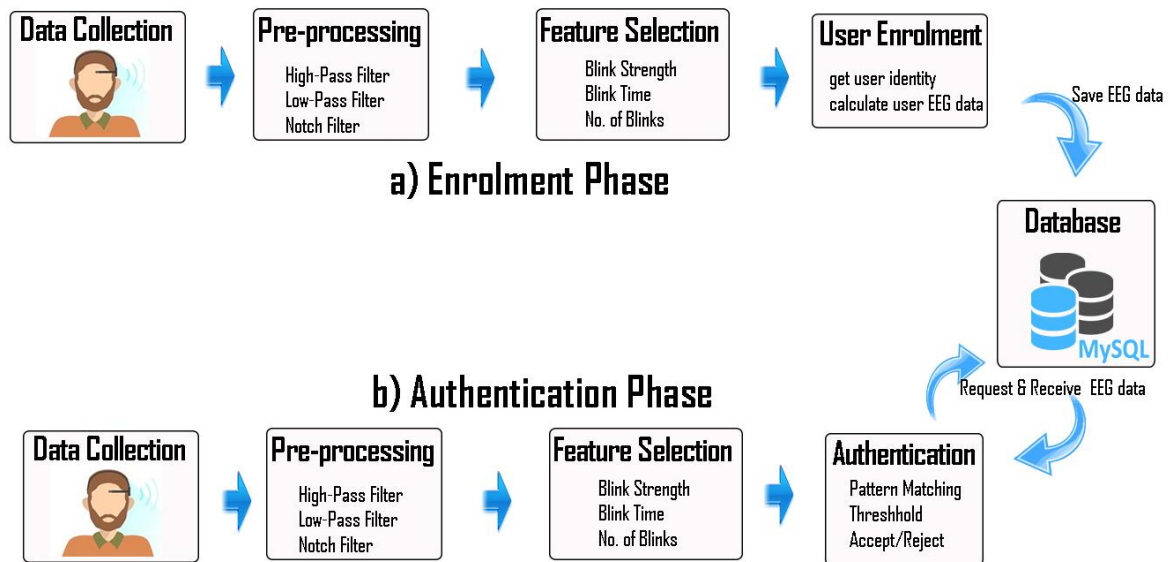 Data Collection
Pre-processing
High-Pass Filter
Low-Pass Filter
Notch Filter
Feature Selection
Blink Strength
Blink Time
No. of Blinks
User Enrolment
get user identity
calculate user EEG data
Save EEG data
a) Enrolment Phase
Database
MySQL
Request & Receive EEG data
b) Authentication Phase
Data Collection
Pre-processing
High-Pass Filter
Low-Pass Filter
Notch Filter
Feature Selection
Blink Strength
Blink Time
No. of Blinks
Authentication
Pattern Matching
Threshhold
Accept/Reject